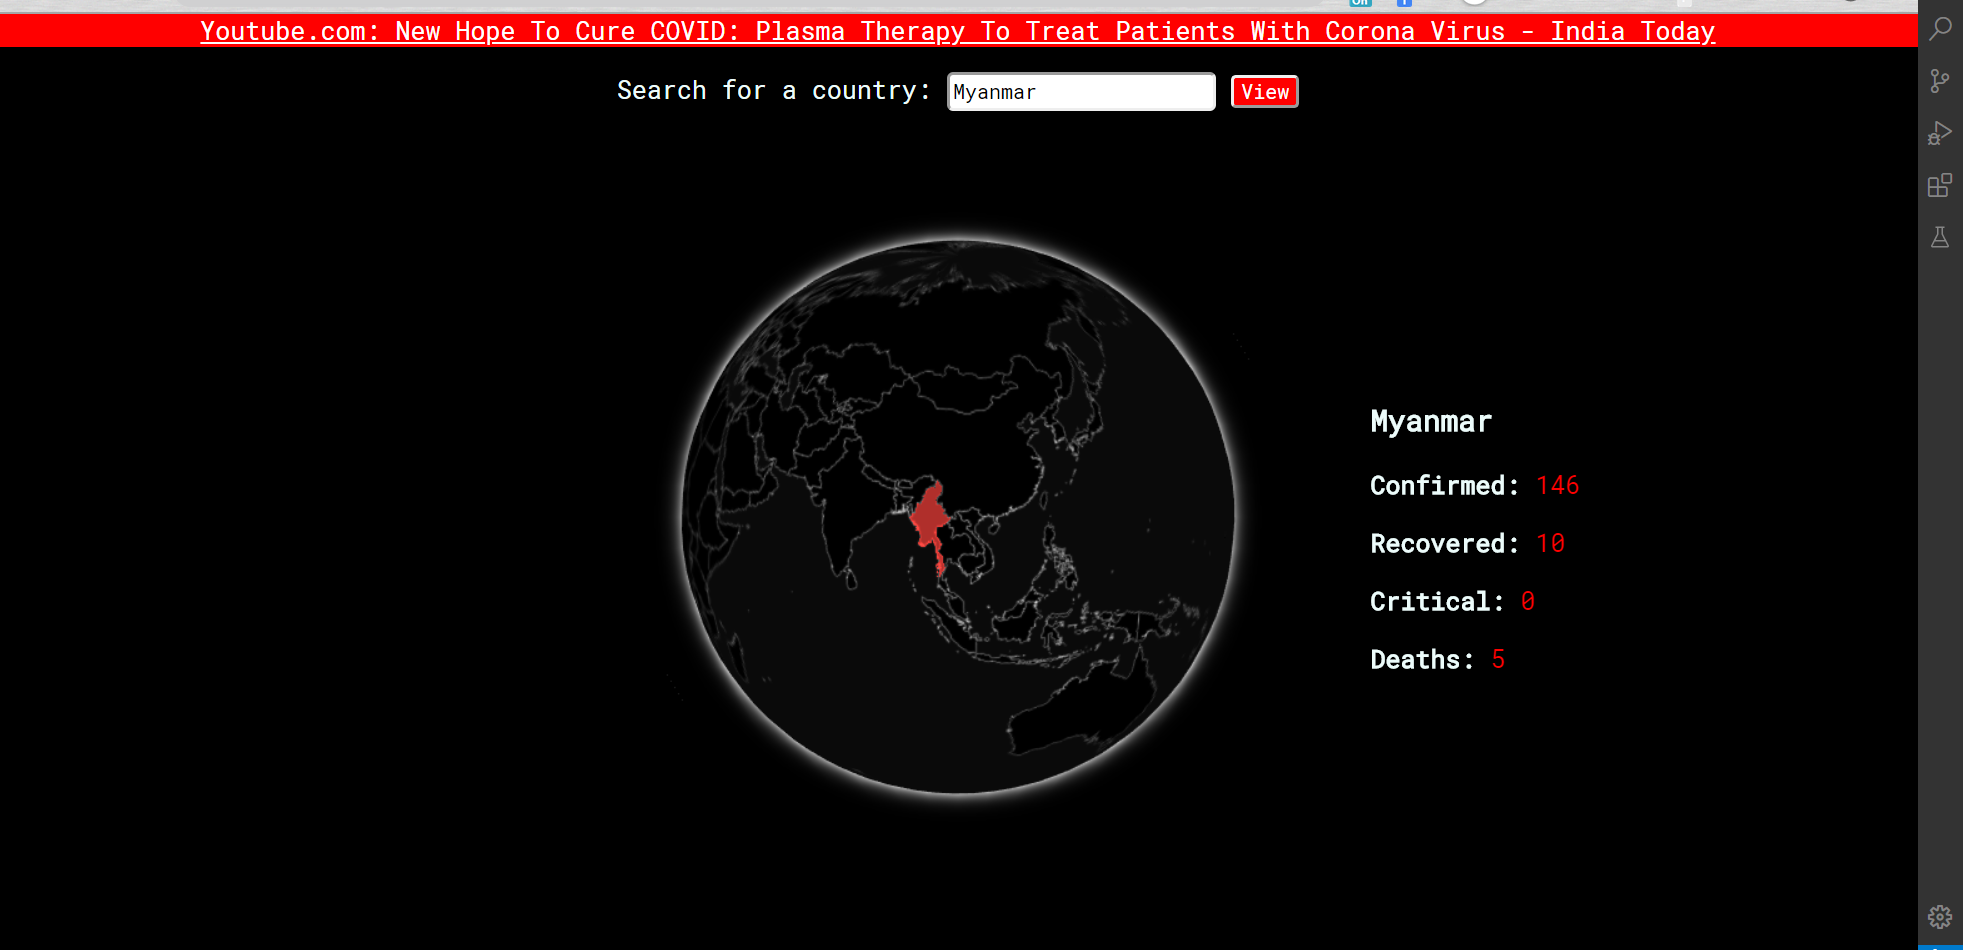 Youtube.com: New Hope To Cure COVID: Plasma Therapy To Treat Patients With Corona Virus - India Today
Search for a country: Myanmar View
Myanmar
Confirmed: 146
Recovered: 10
Critical: 0
Deaths: 5